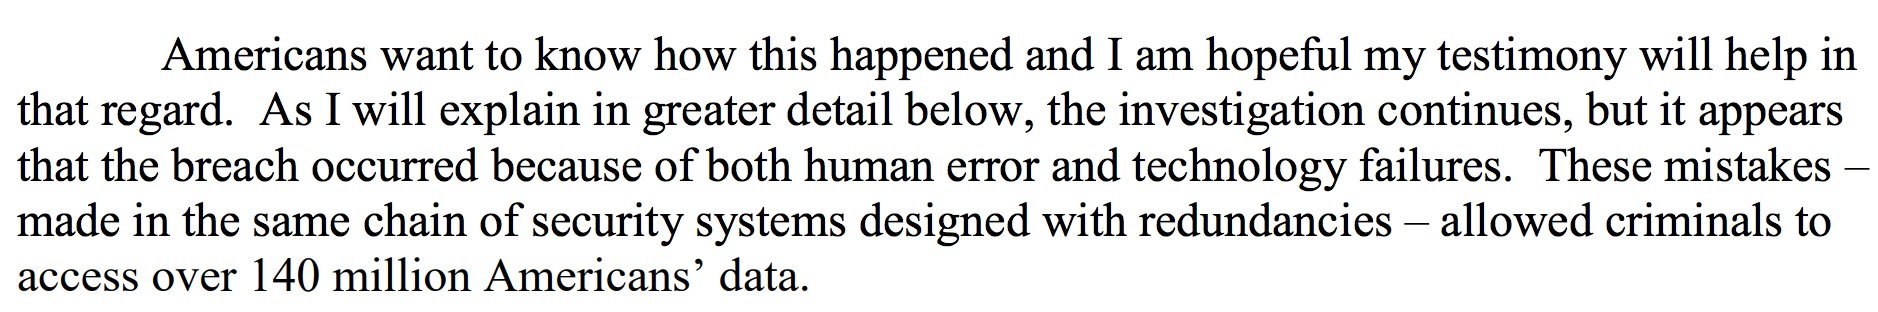 Americans want to know how this happened and I am hopeful my testimony will help in
that regard.  As I will explain in greater detail below, the investigation continues, but it appears
that the breach occurred because of both human error and technology failures.  These mistakes –
made in the same chain of security systems designed with redundancies – allowed criminals to
access over 140 million Americans’ data.